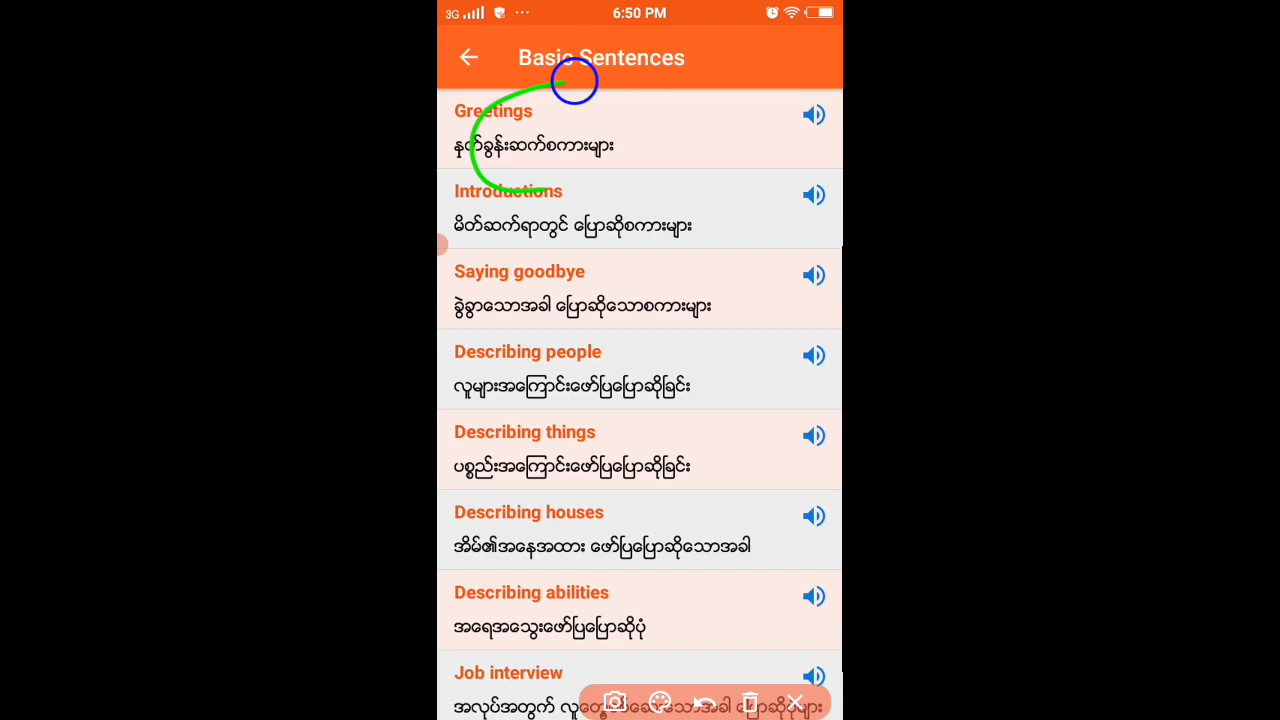 3G
6:50 PM
Basic Sentences
Greetings
နှုတ်ခွန်းဆက်စကားများ
Introductions
မိတ်ဆက်ရာတွင် ပြောဆိုစကားများ
Saying goodbye
ခွဲခွာသောအခါ ပြောဆိုသောစကားများ
Describing people
လူများအကြောင်းဖော်ပြပြောဆိုခြင်း
Describing things
ပစ္စည်းအကြောင်းဖော်ပြပြောဆိုခြင်း
Describing houses
အိမ်၏အနေအထား ဖော်ပြပြောဆိုသောအခါ
Describing abilities
အရေအသွေးဖော်ပြပြောဆိုပုံ
Job interview
အလုပ်အတွက် ပြောဆိုပုံများ